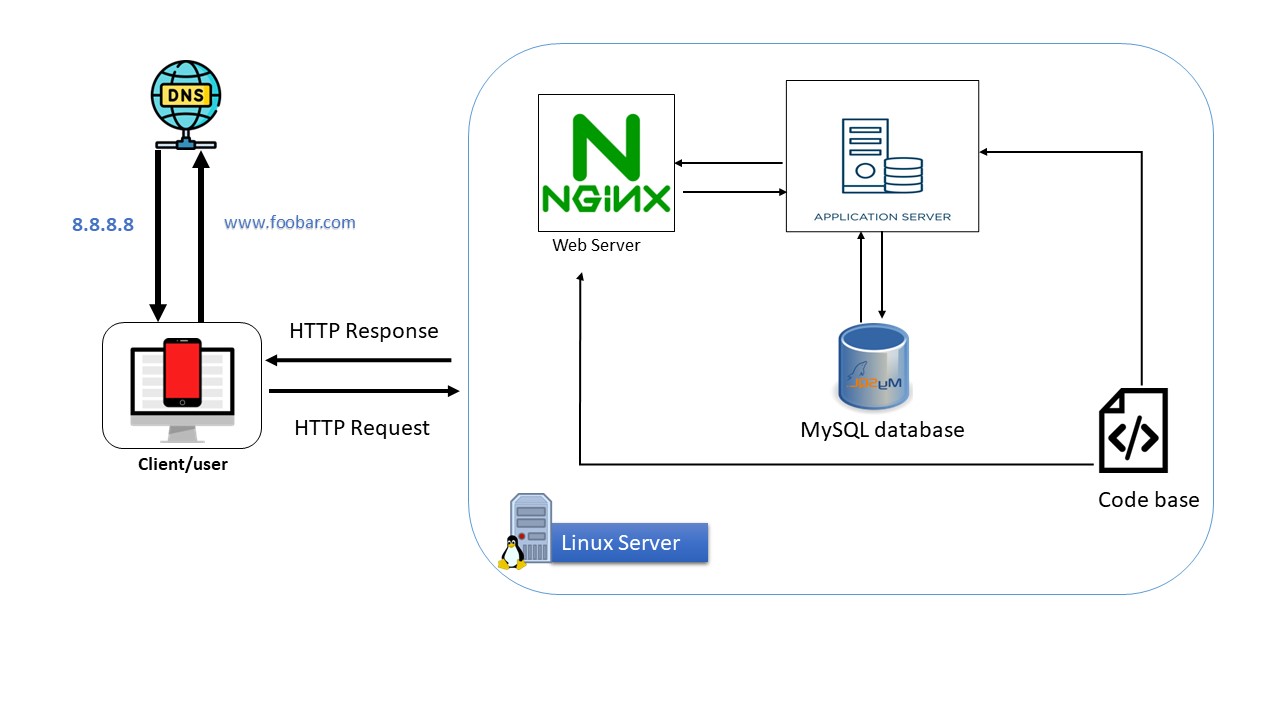 DNS
8.8.8.8
www.foobar.com
Client/user
HTTP Response
HTTP Request
NGiNX
Web Server
APPLICATION SERVER
MySQL
MySQL database
</>
Code base
Linux Server